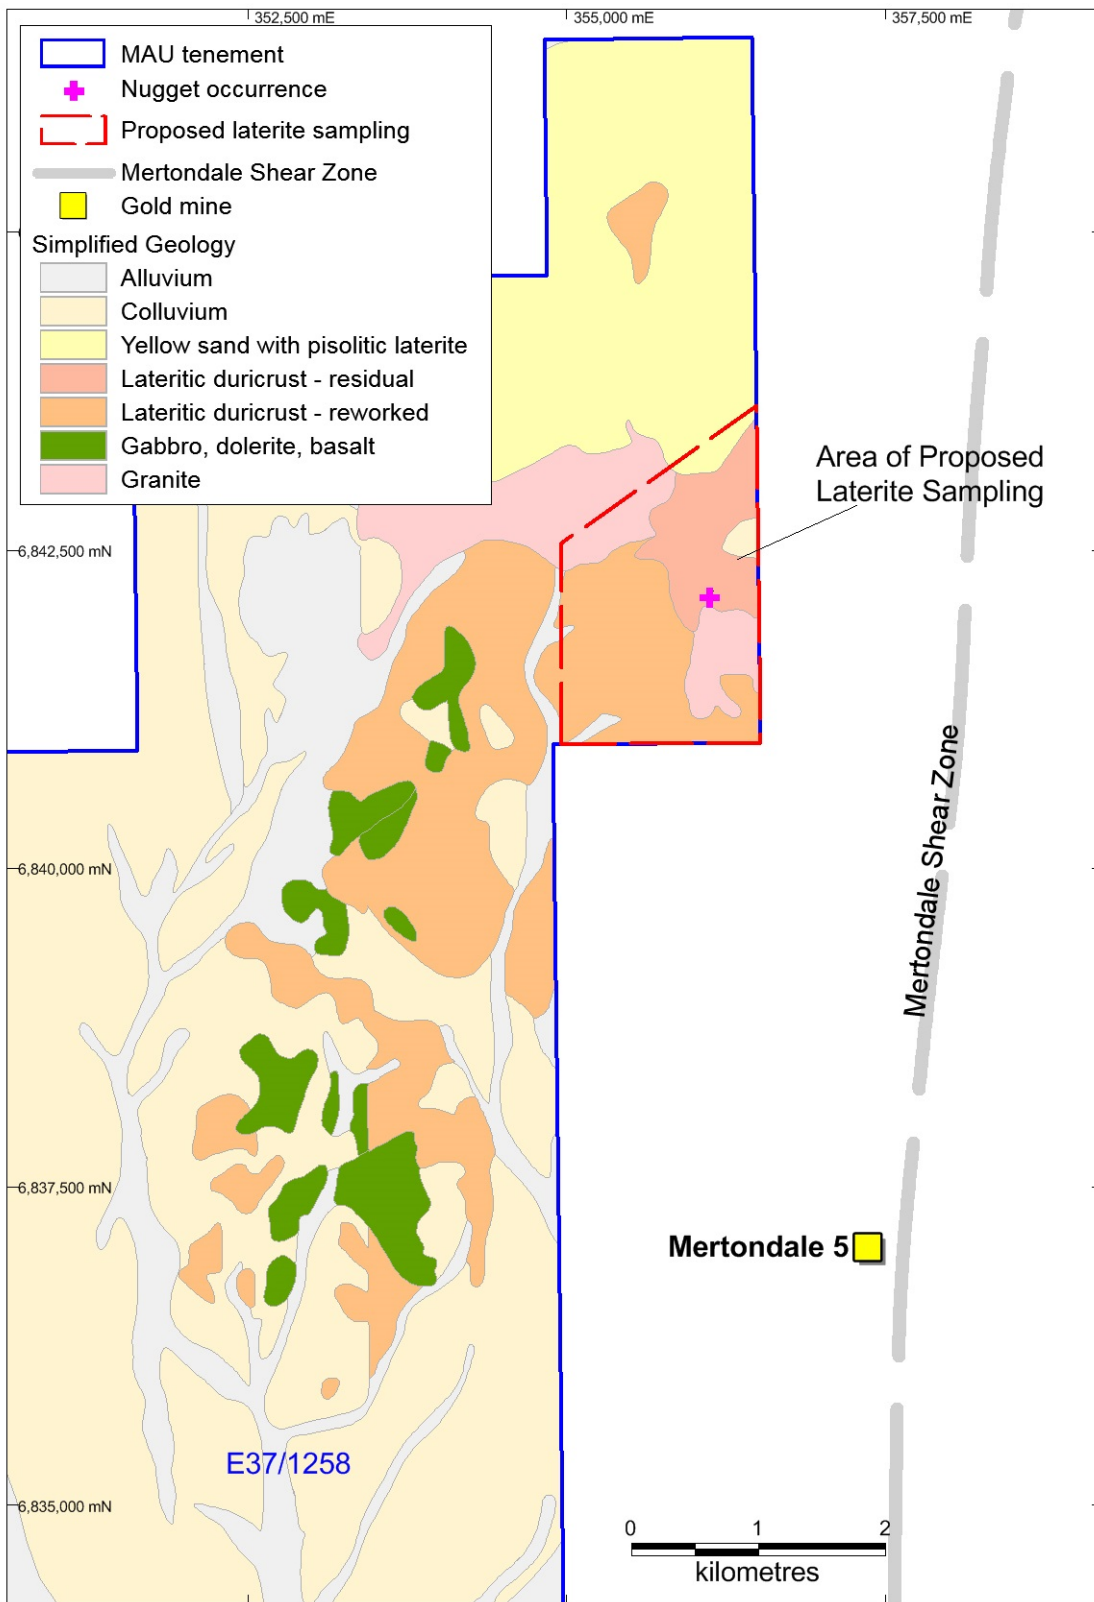 352,500 mE
355,000 mE
357,500 mE
MAU tenement
Nugget occurrence
Proposed laterite sampling
Mertondale Shear Zone
Gold mine
Simplified Geology
Alluvium
Colluvium
Yellow sand with pisolitic laterite
Lateritic duricrust - residual
Lateritic duricrust - reworked
Gabbro, dolerite, basalt
Granite
Area of Proposed
Laterite Sampling
6,842,500 mN
Mertondale Shear Zone
6,840,000 mN
6,837,500 mN
Mertondale 5
E37/1258
6,835,000 mN
0 1 2
kilometres